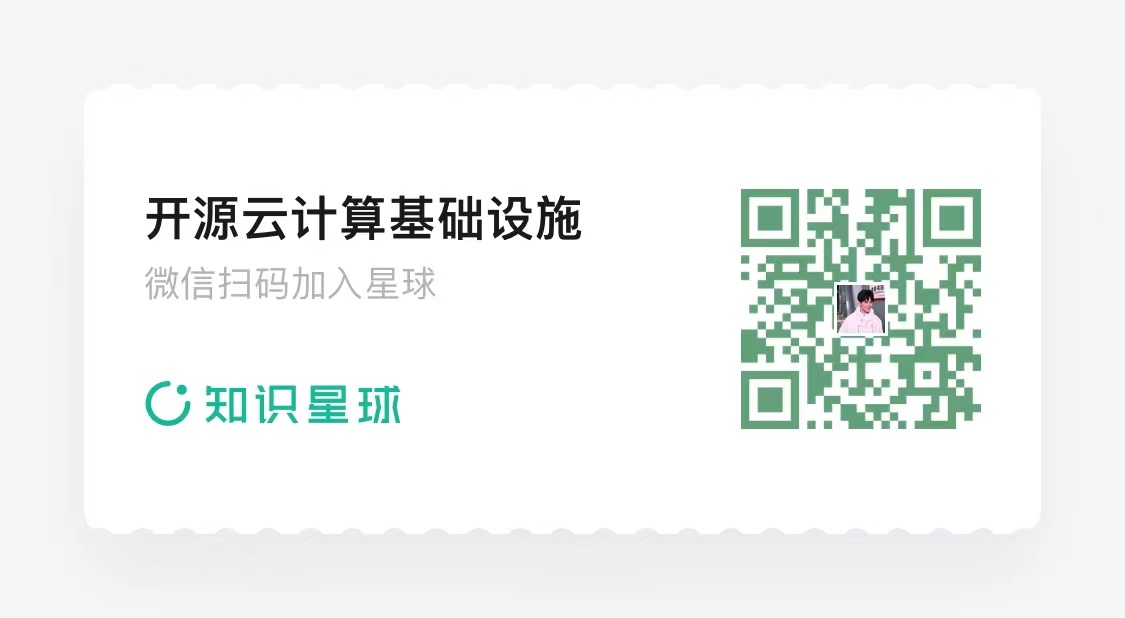 开源云计算基础设施
微信扫码加入星球
知识星球